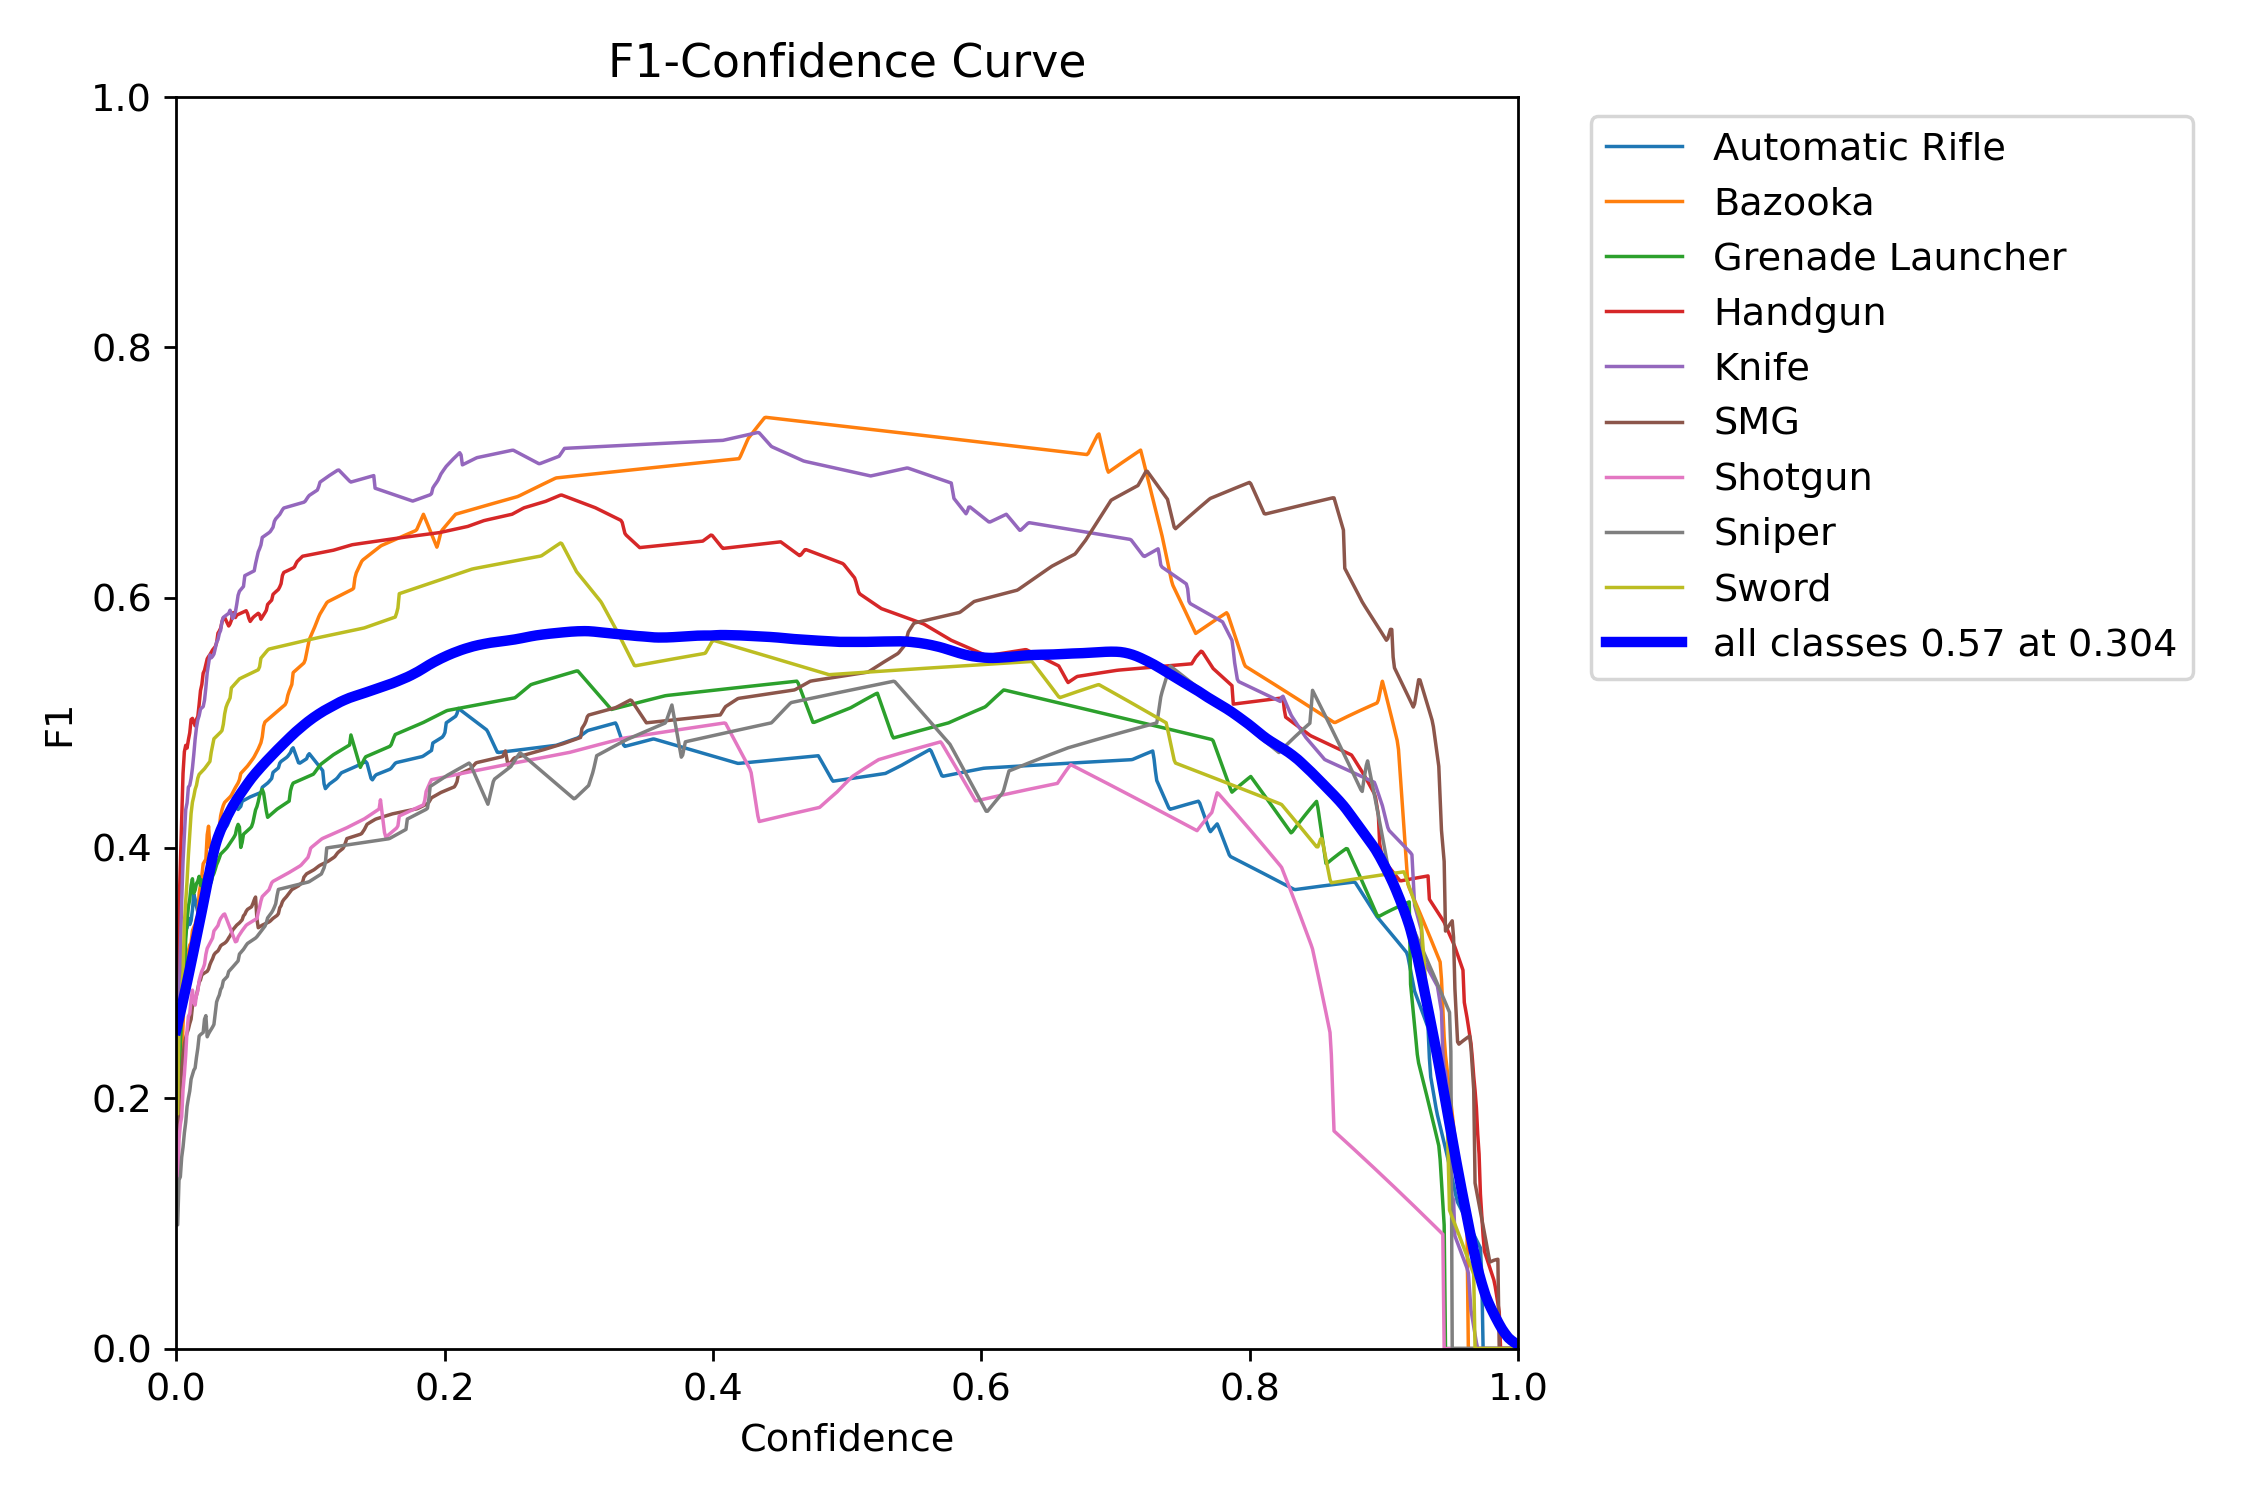 F1-Confidence Curve
1.0
0.8
0.6
0.4
0.2
0.0
F1
0.0 0.2 0.4 0.6 0.8 1.0
Confidence
Automatic Rifle
Bazooka
Grenade Launcher
Handgun
Knife
SMG
Shotgun
Sniper
Sword
all classes 0.57 at 0.304